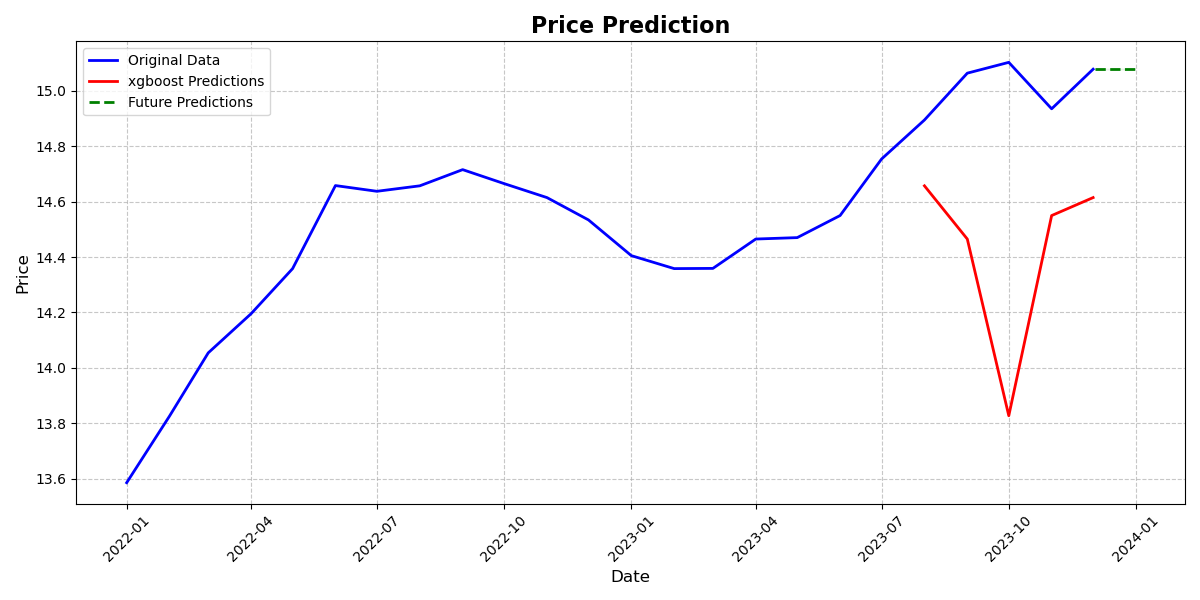 Price Prediction
Original Data
xgboost Predictions
Future Predictions
15.0
14.8
14.6
14.4
14.2
14.0
13.8
13.6
Price
2022-01
2022-04
2022-07
2022-10
2023-01
2023-04
2023-07
2023-10
2024-01
Date